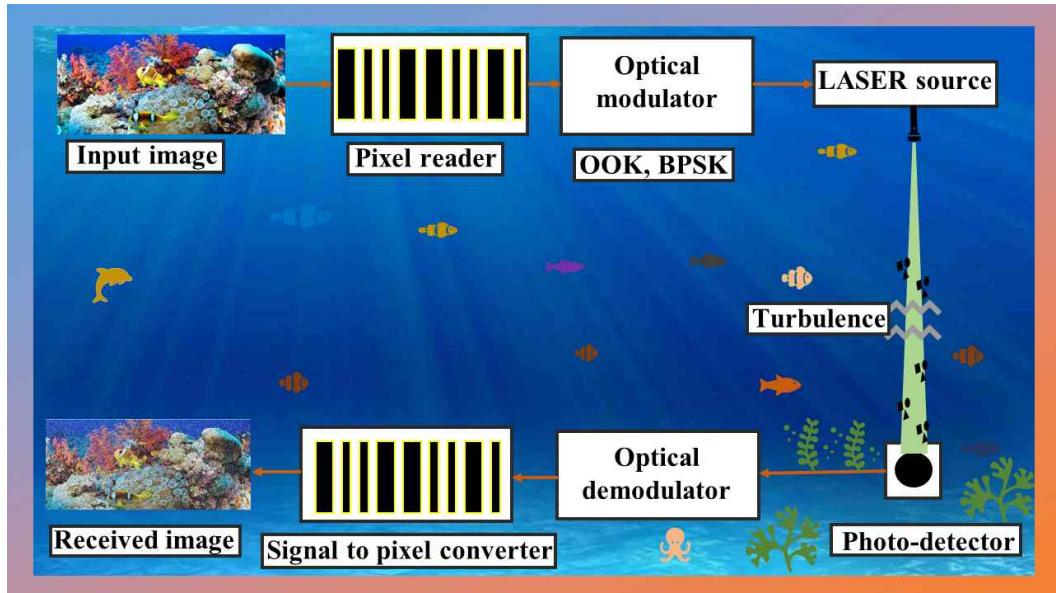 Optical
modulator
LASER source
Input image
Pixel reader
OOK, BPSK
Turbulence
Optical
demodulator
Received image
Signal to pixel converter
Photo-detector